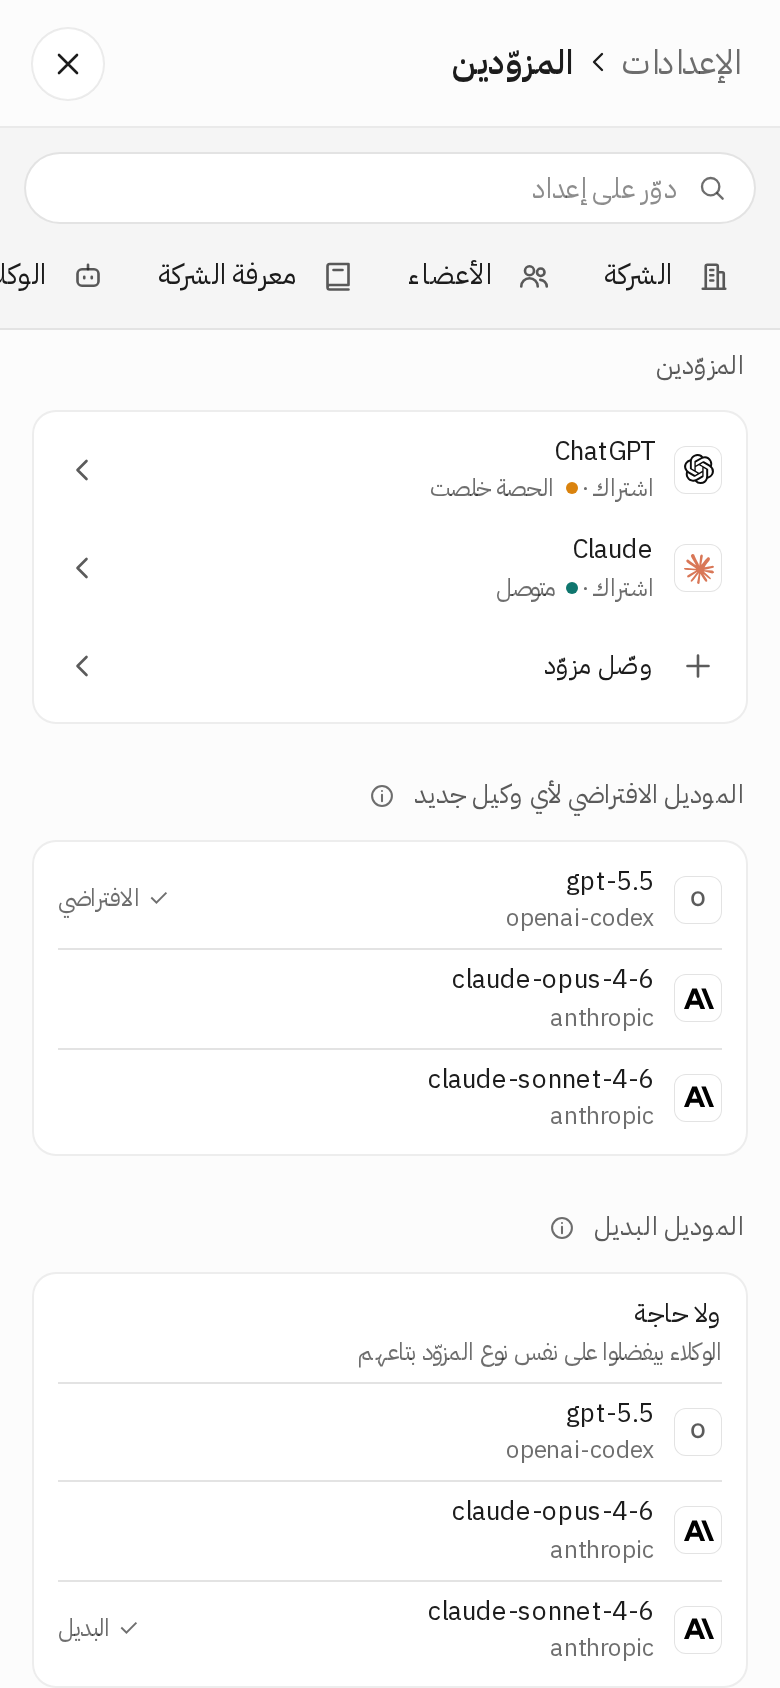 الإعدادات
المزوّدين
دوّر على إعداد
الشركة
الأعضاء
معرفة الشركة
المزوّدين
ChatGPT
اشتراك · الحصة خلصت
Claude
اشتراك · متوصل
وصّل مزوّد
الموديل الافتراضي لأي وكيل جديد
gpt-5.5
الافتراضي
openai-codex
claude-opus-4-6
anthropic
claude-sonnet-4-6
anthropic
الموديل البديل
ولا حاجة
الوكلاء بيفضلوا على نفس نوع المزوّد بتاعهم
gpt-5.5
openai-codex
claude-opus-4-6
anthropic
claude-sonnet-4-6
البديل
anthropic